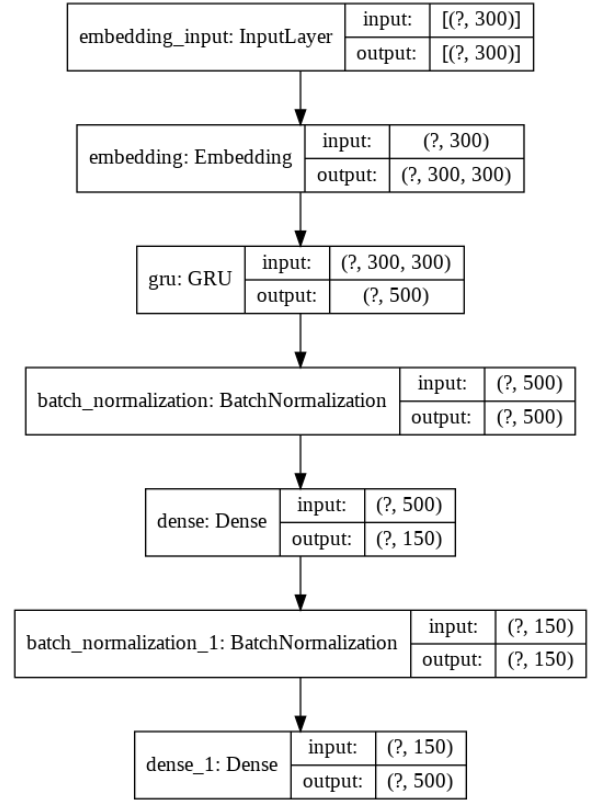 embedding_input: InputLayer
input: [(?, 300)]
output: [(?, 300)]
embedding: Embedding
input: (?, 300)
output: (?, 300, 300)
gru: GRU
input: (?, 300, 300)
output: (?, 500)
batch_normalization: BatchNormalization
input: (?, 500)
output: (?, 500)
dense: Dense
input: (?, 500)
output: (?, 150)
batch_normalization_1: BatchNormalization
input: (?, 150)
output: (?, 150)
dense_1: Dense
input: (?, 150)
output: (?, 500)